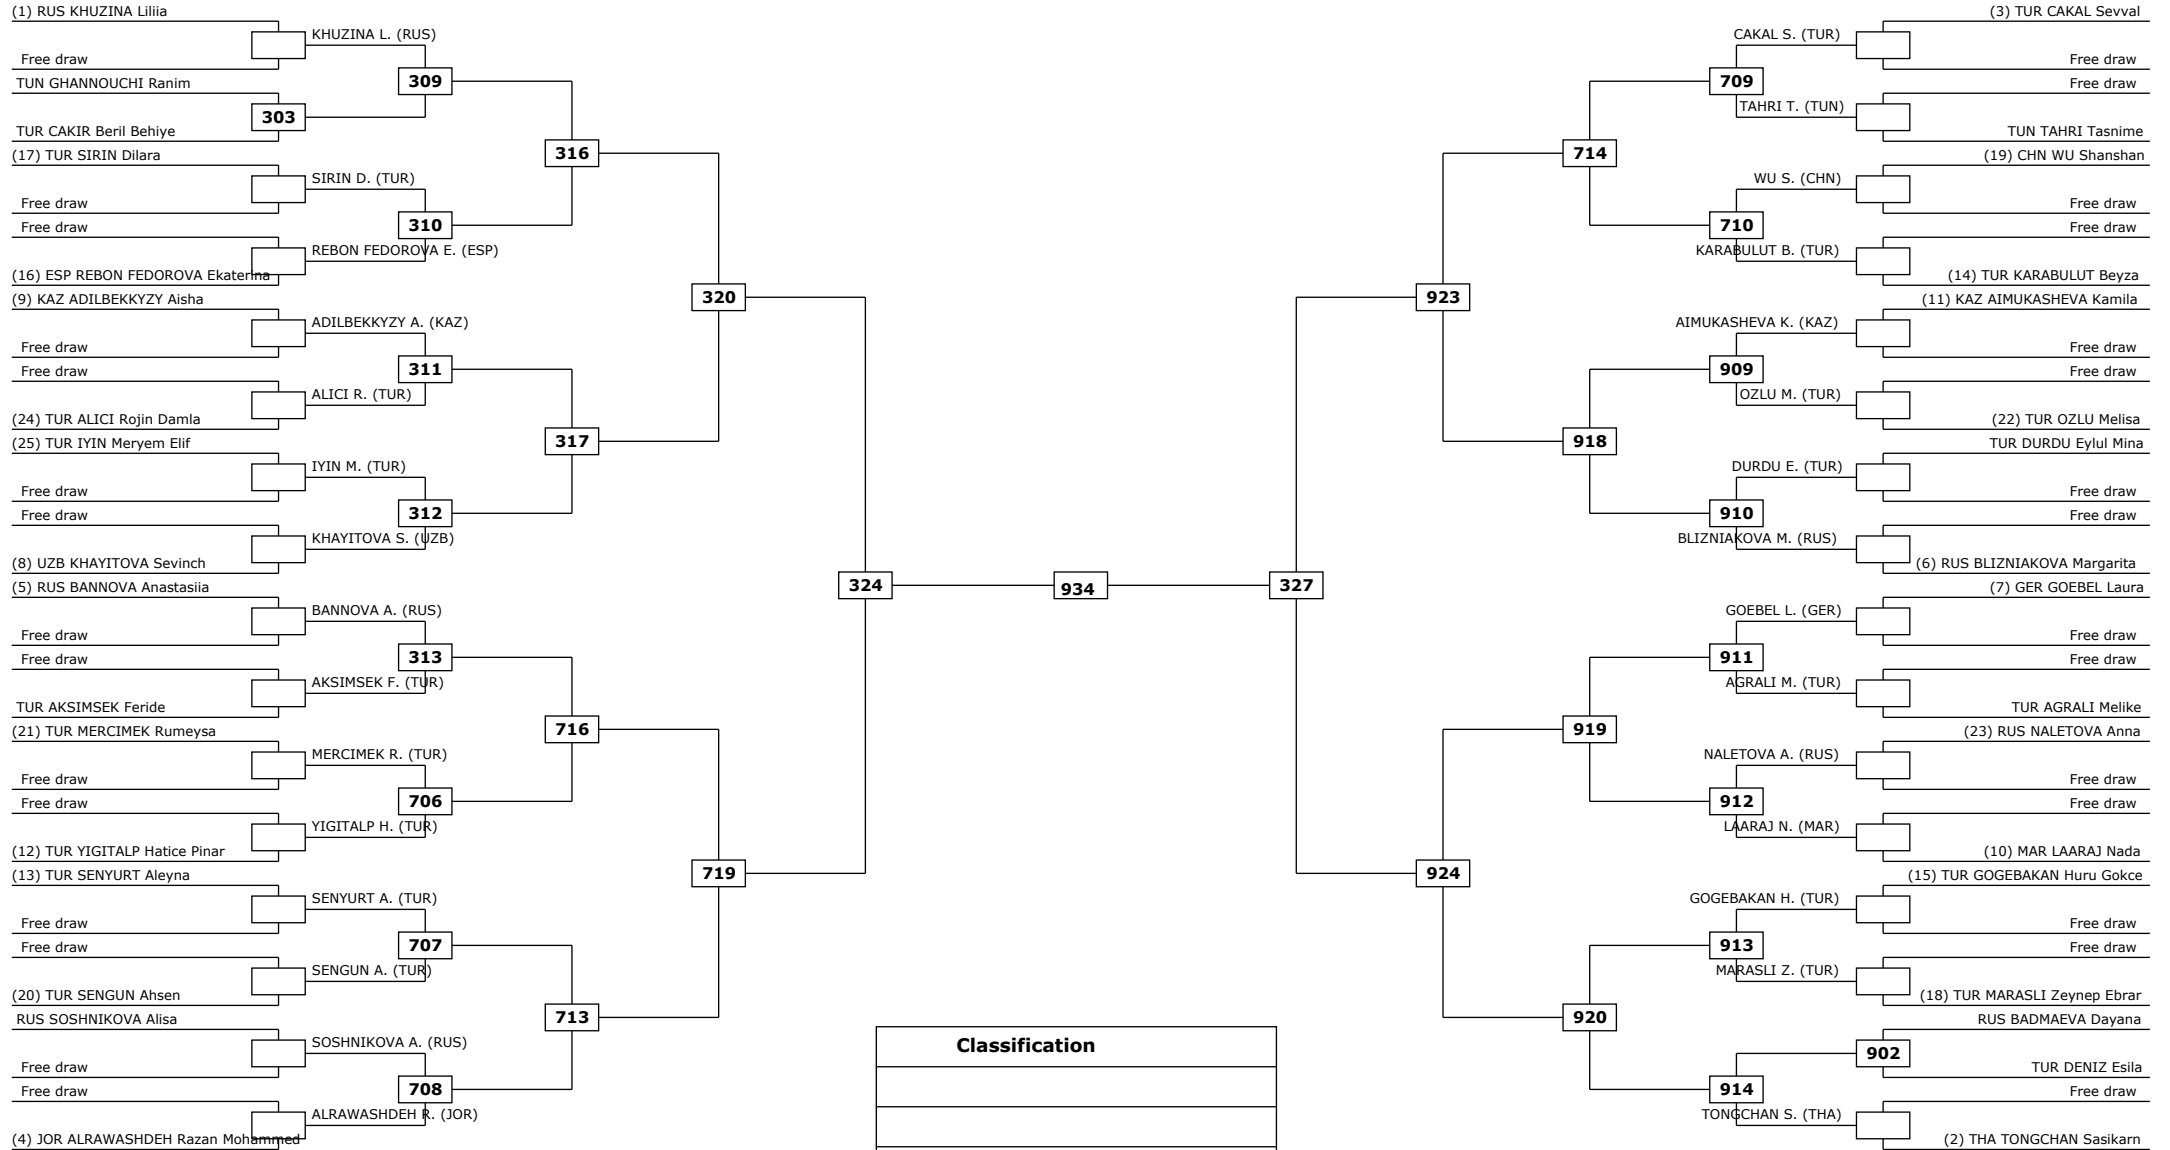 (1) RUS KHUZINA Liliia
Free draw
TUN GHANNOUCHI Ranim
TUR CAKIR Beril Behiye
(17) TUR SIRIN Dilara
Free draw
Free draw
(16) ESP REBON FEDOROVA Ekaterina
(9) KAZ ADILBEKKYZY Aisha
Free draw
Free draw
(24) TUR ALICI Rojin Damla
(25) TUR IYIN Meryem Elif
Free draw
Free draw
(8) UZB KHAYITOVA Sevinch
(5) RUS BANNOVA Anastasiia
Free draw
Free draw
TUR AKSIMSEK Feride
(21) TUR MERCIMEK Rumeysa
Free draw
Free draw
(12) TUR YIGITALP Hatice Pinar
(13) TUR SENYURT Aleyna
Free draw
Free draw
(20) TUR SENGUN Ahsen
RUS SOSHNIKOVA Alisa
Free draw
Free draw
(4) JOR ALRAWASHDEH Razan Mohammed
303
KHUZINA L. (RUS)
309
SIRIN D. (TUR)
310
REBON FEDOROVA E. (ESP)
ADILBEKKYZY A. (KAZ)
311
ALICI R. (TUR)
IYIN M. (TUR)
312
KHAYITOVA S. (UZB)
BANNOVA A. (RUS)
313
AKSIMSEK F. (TUR)
MERCIMEK R. (TUR)
706
YIGITALP H. (TUR)
SENYURT A. (TUR)
707
SENGUN A. (TUR)
SOSHNIKOVA A. (RUS)
708
ALRAWASHDEH R. (JOR)
316
317
716
713
320
719
324
934
327
923
924
714
918
919
920
CAKAL S. (TUR)
709
TAHRI T. (TUN)
WU S. (CHN)
710
KARABULUT B. (TUR)
AIMUKASHEVA K. (KAZ)
909
OZLU M. (TUR)
DURDU E. (TUR)
910
BLIZNIAKOVA M. (RUS)
GOEBEL L. (GER)
911
AGRALI M. (TUR)
NALETOVA A. (RUS)
912
LAARAJ N. (MAR)
GOGEBAKAN H. (TUR)
913
MARASLI Z. (TUR)
914
TONGCHAN S. (THA)
902
(3) TUR CAKAL Sevval
Free draw
Free draw
TUN TAHRI Tasnime
(19) CHN WU Shanshan
Free draw
Free draw
(14) TUR KARABULUT Beyza
(11) KAZ AIMUKASHEVA Kamila
Free draw
Free draw
(22) TUR OZLU Melisa
TUR DURDU Eylul Mina
Free draw
Free draw
(6) RUS BLIZNIAKOVA Margarita
(7) GER GOEBEL Laura
Free draw
Free draw
TUR AGRALI Melike
(23) RUS NALETOVA Anna
Free draw
Free draw
(10) MAR LAARAJ Nada
(15) TUR GOGEBAKAN Huru Gokce
Free draw
Free draw
(18) TUR MARASLI Zeynep Ebrar
RUS BADMAEVA Dayana
TUR DENIZ Esila
Free draw
(2) THA TONGCHAN Sasikarn
Classification